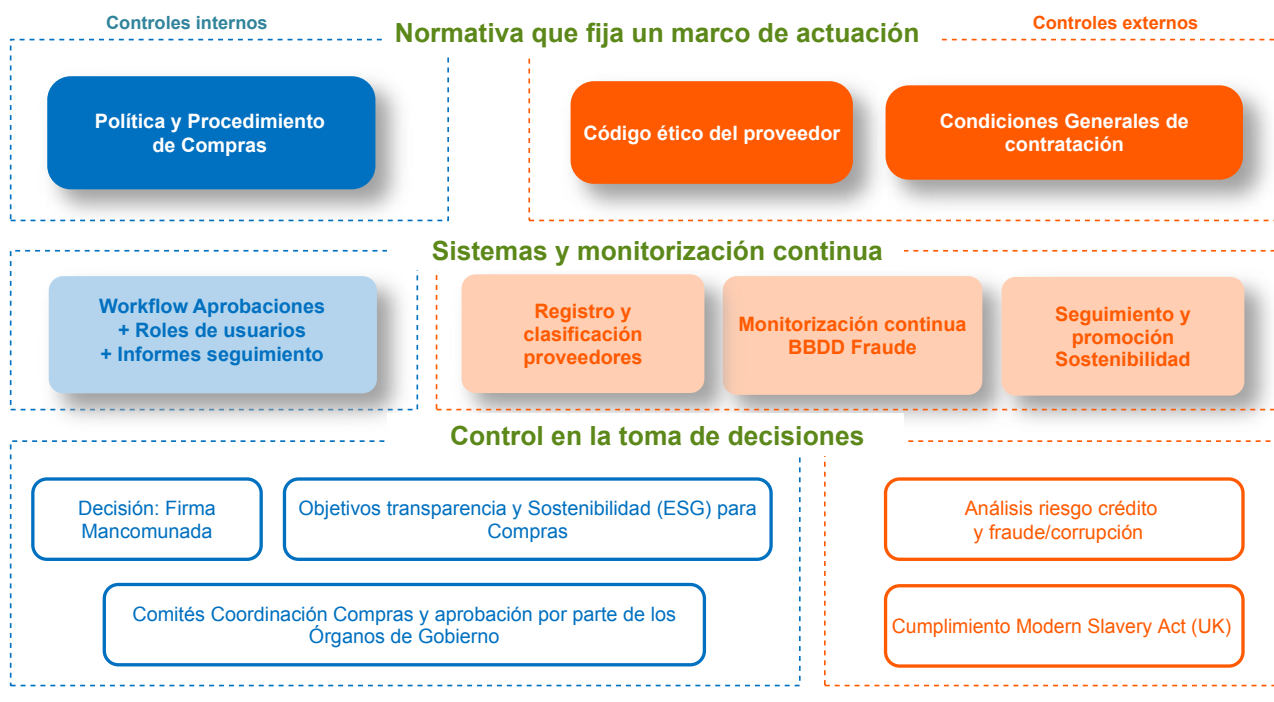 Controles internos
Normativa que fija un marco de actuación
Controles externos
Política y Procedimiento
de Compras
Código ético del proveedor
Condiciones Generales de
contratación
Sistemas y monitorización continua
Workflow Aprobaciones
+ Roles de usuarios
+ Informes seguimiento
Registro y
clasificación
proveedores
Monitorización continua
BBDD Fraude
Seguimiento y
promoción
Sostenibilidad
Control en la toma de decisiones
Decisión: Firma
Mancomunada
Objetivos transparencia y Sostenibilidad (ESG) para
Compras
Comités Coordinación Compras y aprobación por parte de los
Órganos de Gobierno
Análisis riesgo crédito
y fraude/corrupción
Cumplimiento Modern Slavery Act (UK)